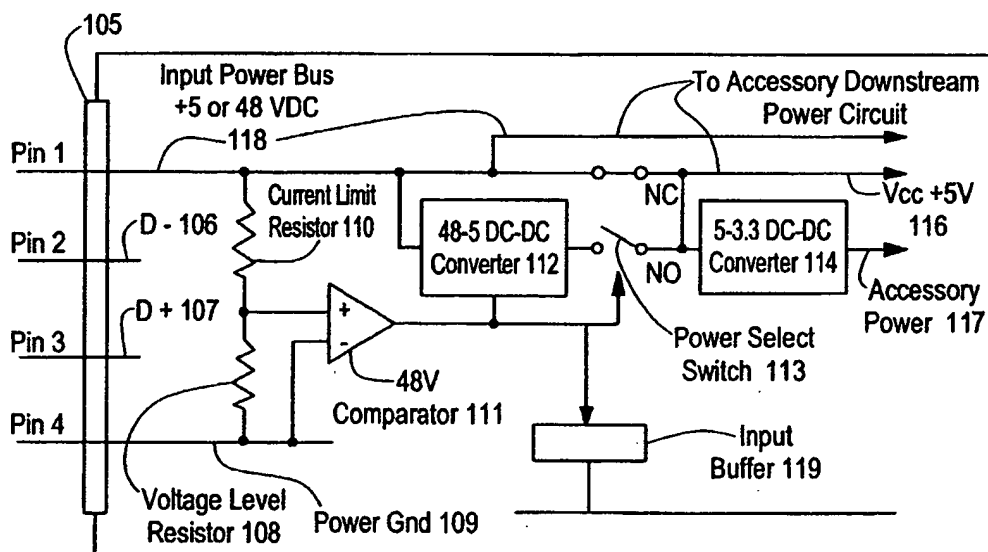 105
Input Power Bus
+5 or 48 VDC
118
To Accessory Downstream
Power Circuit
Pin 1
Current Limit
Resistor 110
NC
Vcc +5V
116
D - 106
Pin 2
48-5 DC-DC
Converter 112
NO
5-3.3 DC-DC
Converter 114
D + 107
Pin 3
+
-
Accessory
Power 117
Power Select
Switch 113
48V
Comparator 111
Pin 4
Input
Buffer 119
Voltage Level
Resistor 108
Power Gnd 109